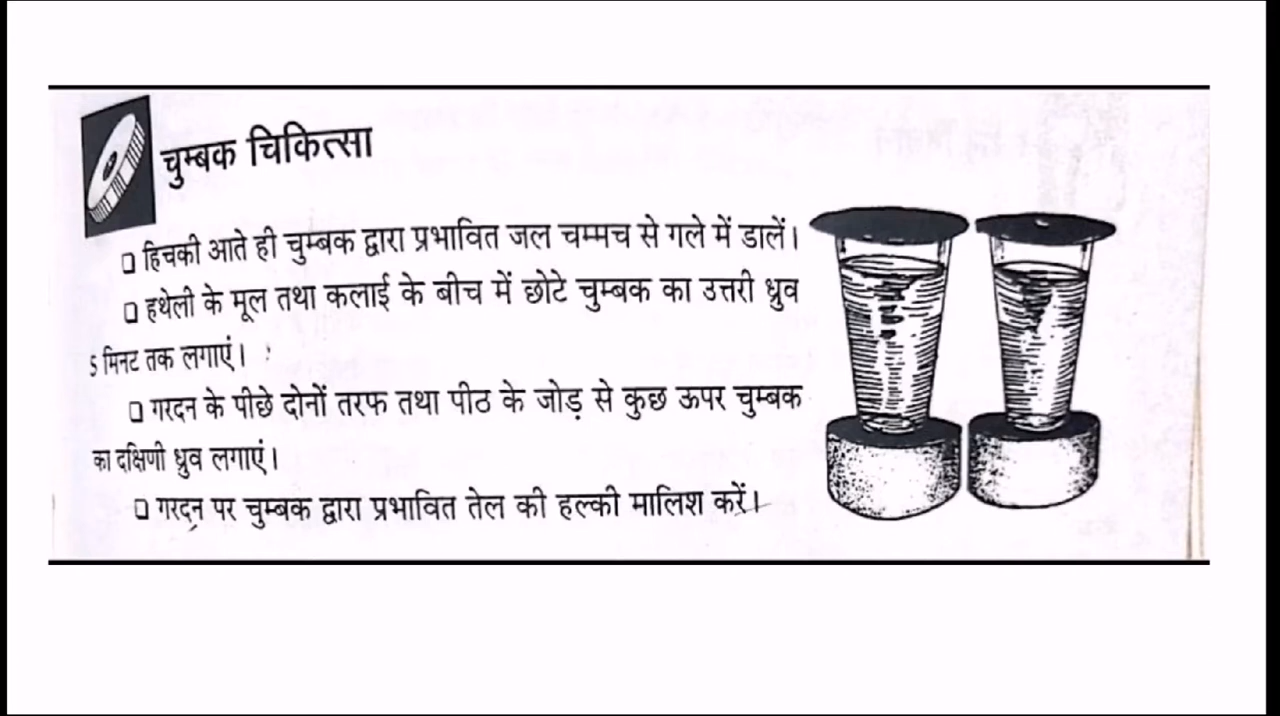 चुम्बक चिकित्सा
❑ हिचकी आते ही चुम्बक द्वारा प्रभावित जल चम्मच से गले में डालें।
❑ हथेली के मूल तथा कलाई के बीच में छोटे चुम्बक का उत्तरी ध्रुव
5 मिनट तक लगाएं।
❑ गरदन के पीछे दोनों तरफ तथा पीठ के जोड़ से कुछ ऊपर चुम्बक
का दक्षिणी ध्रुव लगाएं।
❑ गरदन पर चुम्बक द्वारा प्रभावित तेल की हल्की मालिश करें।